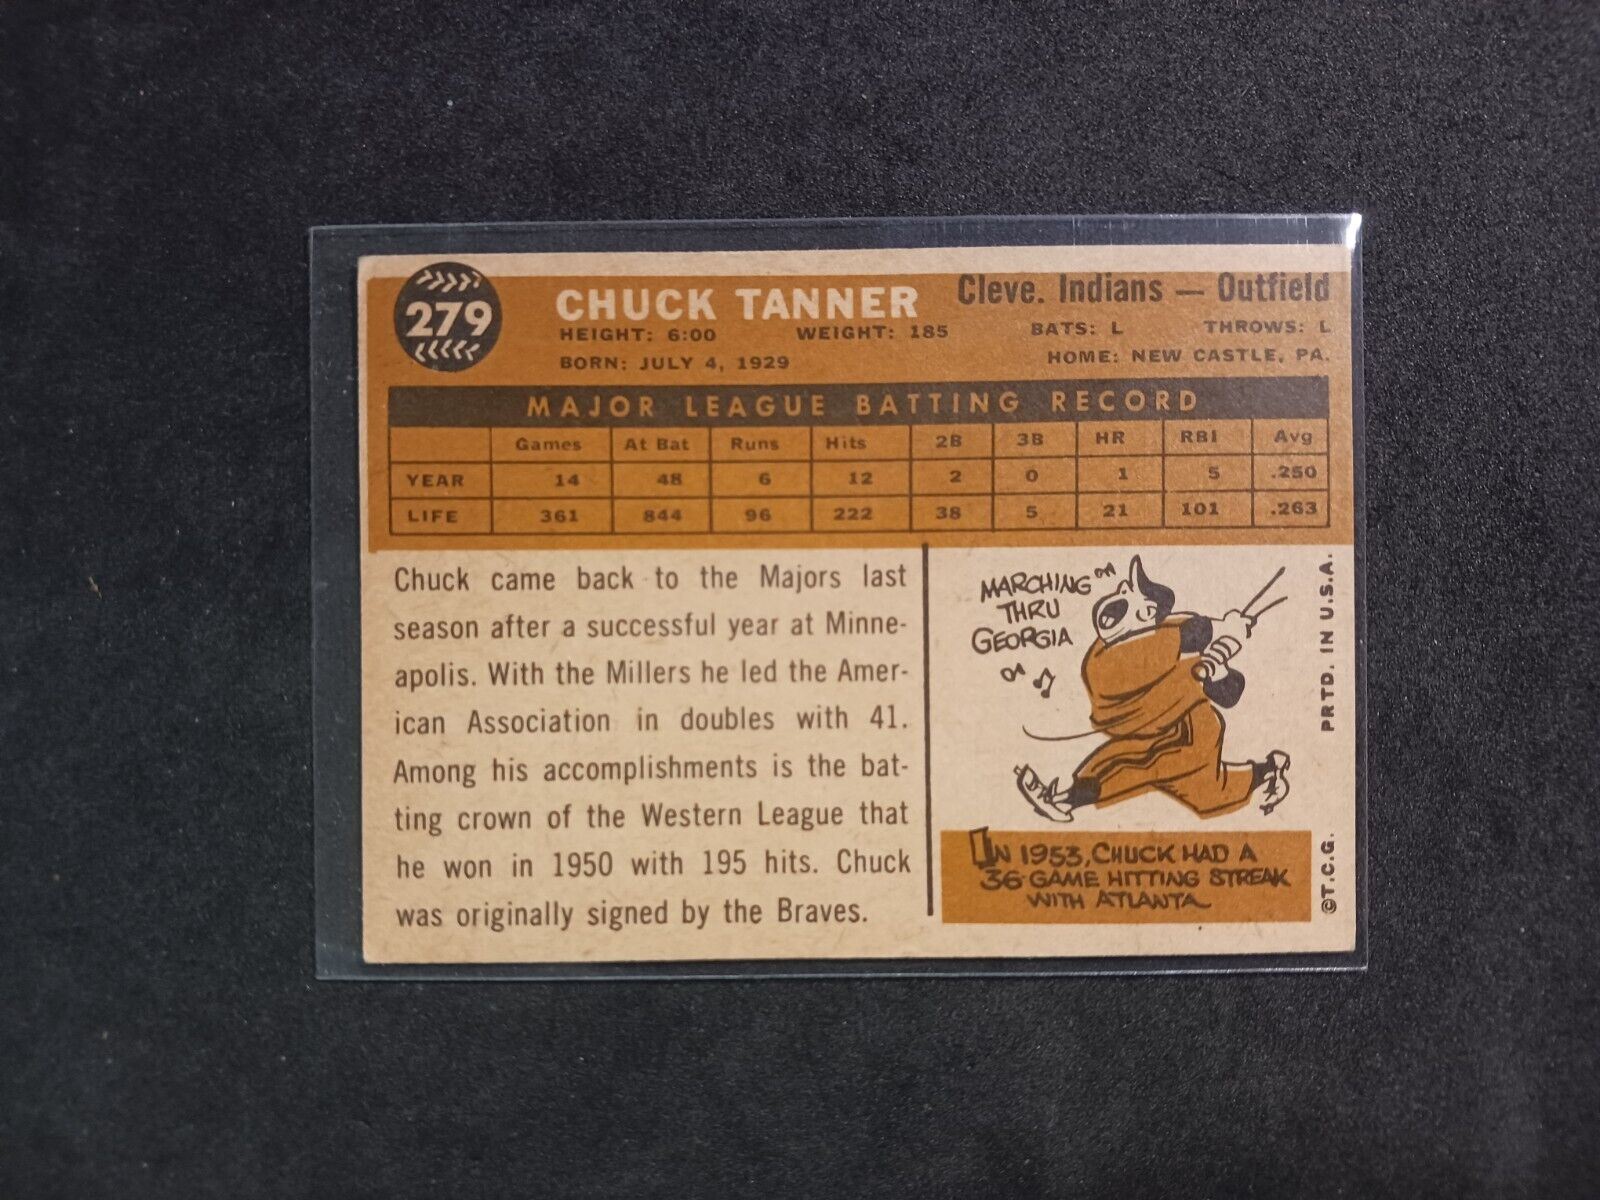 279
CHUCK TANNER Cleve. Indians — Outfield
HEIGHT: 6:00 WEIGHT: 185 BATS: L THROWS: L
BORN: JULY 4, 1929 HOME: NEW CASTLE, PA.
MAJOR LEAGUE BATTING RECORD
Games At Bat Runs Hits 2B 3B HR RBI Avg
YEAR 14 48 6 12 2 0 1 5 .250
LIFE 361 844 96 222 38 5 21 101 .263
Chuck came back to the Majors last
season after a successful year at Minne-
apolis. With the Millers he led the Amer-
ican Association in doubles with 41.
Among his accomplishments is the bat-
ting crown of the Western League that
he won in 1950 with 195 hits. Chuck
was originally signed by the Braves.
MARCHING
THRU
GEORGIA
IN 1953, CHUCK HAD A
36-GAME HITTING STREAK
WITH ATLANTA
©T.C.G. PRTD. IN U.S.A.